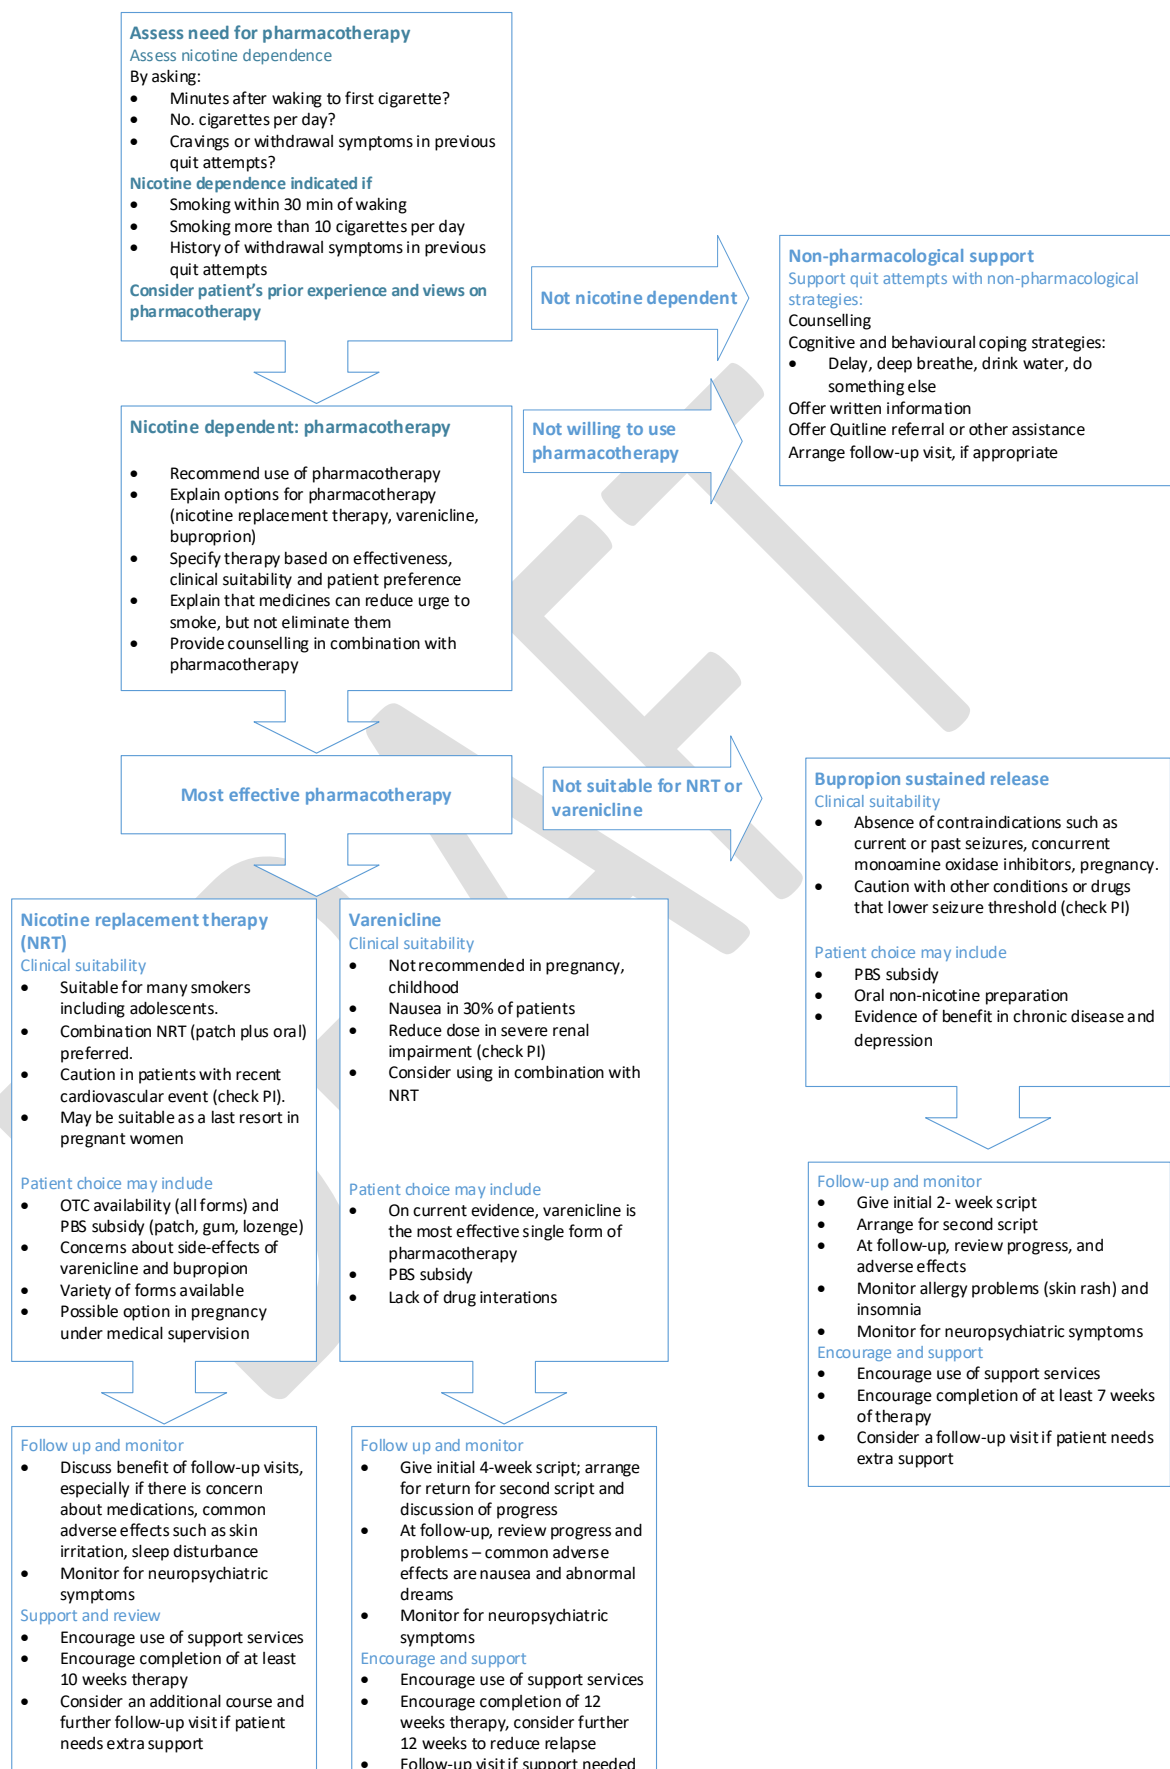 Assess need for pharmacotherapy
Assess nicotine dependence
By asking:
• Minutes after waking to first cigarette?
• No. cigarettes per day?
• Cravings or withdrawal symptoms in previous
quit attempts?
Nicotine dependence indicated if
• Smoking within 30 min of waking
• Smoking more than 10 cigarettes per day
• History of withdrawal symptoms in previous
quit attempts
Consider patient's prior experience and views on
pharmacotherapy
Not nicotine dependent
Non-pharmacological support
Support quit attempts with non-pharmacological
strategies:
Counselling
Cognitive and behavioural coping strategies:
• Delay, deep breathe, drink water, do
something else
Offer written information
Offer Quitline referral or other assistance
Arrange follow-up visit, if appropriate
Nicotine dependent: pharmacotherapy
• Recommend use of pharmacotherapy
• Explain options for pharmacotherapy
(nicotine replacement therapy, varenicline,
buproprion)
• Specify therapy based on effectiveness,
clinical suitability and patient preference
• Explain that medicines can reduce urge to
smoke, but not eliminate them
• Provide counselling in combination with
pharmacotherapy
Not willing to use
pharmacotherapy
Most effective pharmacotherapy
Not suitable for NRT or
varenicline
Bupropion sustained release
Clinical suitability
• Absence of contraindications such as
current or past seizures, concurrent
monoamine oxidase inhibitors, pregnancy.
• Caution with other conditions or drugs
that lower seizure threshold (check PI)
Patient choice may include
• PBS subsidy
• Oral non-nicotine preparation
• Evidence of benefit in chronic disease and
depression
Nicotine replacement therapy
(NRT)
Clinical suitability
• Suitable for many smokers
including adolescents.
• Combination NRT (patch plus oral)
preferred.
• Caution in patients with recent
cardiovascular event (check PI).
• May be suitable as a last resort in
pregnant women
Patient choice may include
• OTC availability (all forms) and
PBS subsidy (patch, gum, lozenge)
• Concerns about side-effects of
varenicline and bupropion
• Variety of forms available
• Possible option in pregnancy
under medical supervision
Varenicline
Clinical suitability
• Not recommended in pregnancy,
childhood
• Nausea in 30% of patients
• Reduce dose in severe renal
impairment (check PI)
• Consider using in combination with
NRT
Patient choice may include
• On current evidence, varenicline is
the most effective single form of
pharmacotherapy
• PBS subsidy
• Lack of drug interations
Follow-up and monitor
• Give initial 2- week script
• Arrange for second script
• At follow-up, review progress, and
adverse effects
• Monitor allergy problems (skin rash) and
insomnia
• Monitor for neuropsychiatric symptoms
Encourage and support
• Encourage use of support services
• Encourage completion of at least 7 weeks
of therapy
• Consider a follow-up visit if patient needs
extra support
Follow up and monitor
• Discuss benefit of follow-up visits,
especially if there is concern
about medications, common
adverse effects such as skin
irritation, sleep disturbance
• Monitor for neuropsychiatric
symptoms
Support and review
• Encourage use of support services
• Encourage completion of at least
10 weeks therapy
• Consider an additional course and
further follow-up visit if patient
needs extra support
Follow up and monitor
• Give initial 4-week script; arrange
for return for second script and
discussion of progress
• At follow-up, review progress and
problems – common adverse
effects are nausea and abnormal
dreams
• Monitor for neuropsychiatric
symptoms
Encourage and support
• Encourage use of support services
• Encourage completion of 12
weeks therapy, consider further
12 weeks to reduce relapse
• Follow-up visit if support needed
DRAFT